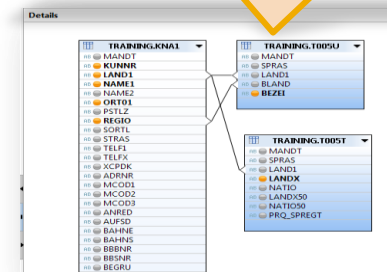 Details
TRAINING.KNA1
MANDT
KUNNR
LAND1
NAME1
NAME2
ORT01
PSTLZ
REGIO
SORTL
STRAS
TELF1
TELFX
XCPDK
ADRNR
MCOD1
MCOD2
MCOD3
ANRED
AUFSD
BAHNE
BAHNS
BBBNR
BBSNR
BEGRU
TRAINING.T005U
MANDT
SPRAS
LAND1
BLAND
BEZEI
TRAINING.T005T
MANDT
SPRAS
LAND1
LANDX
NATIO
LANDX50
NATIO50
PRQ_SPREGT